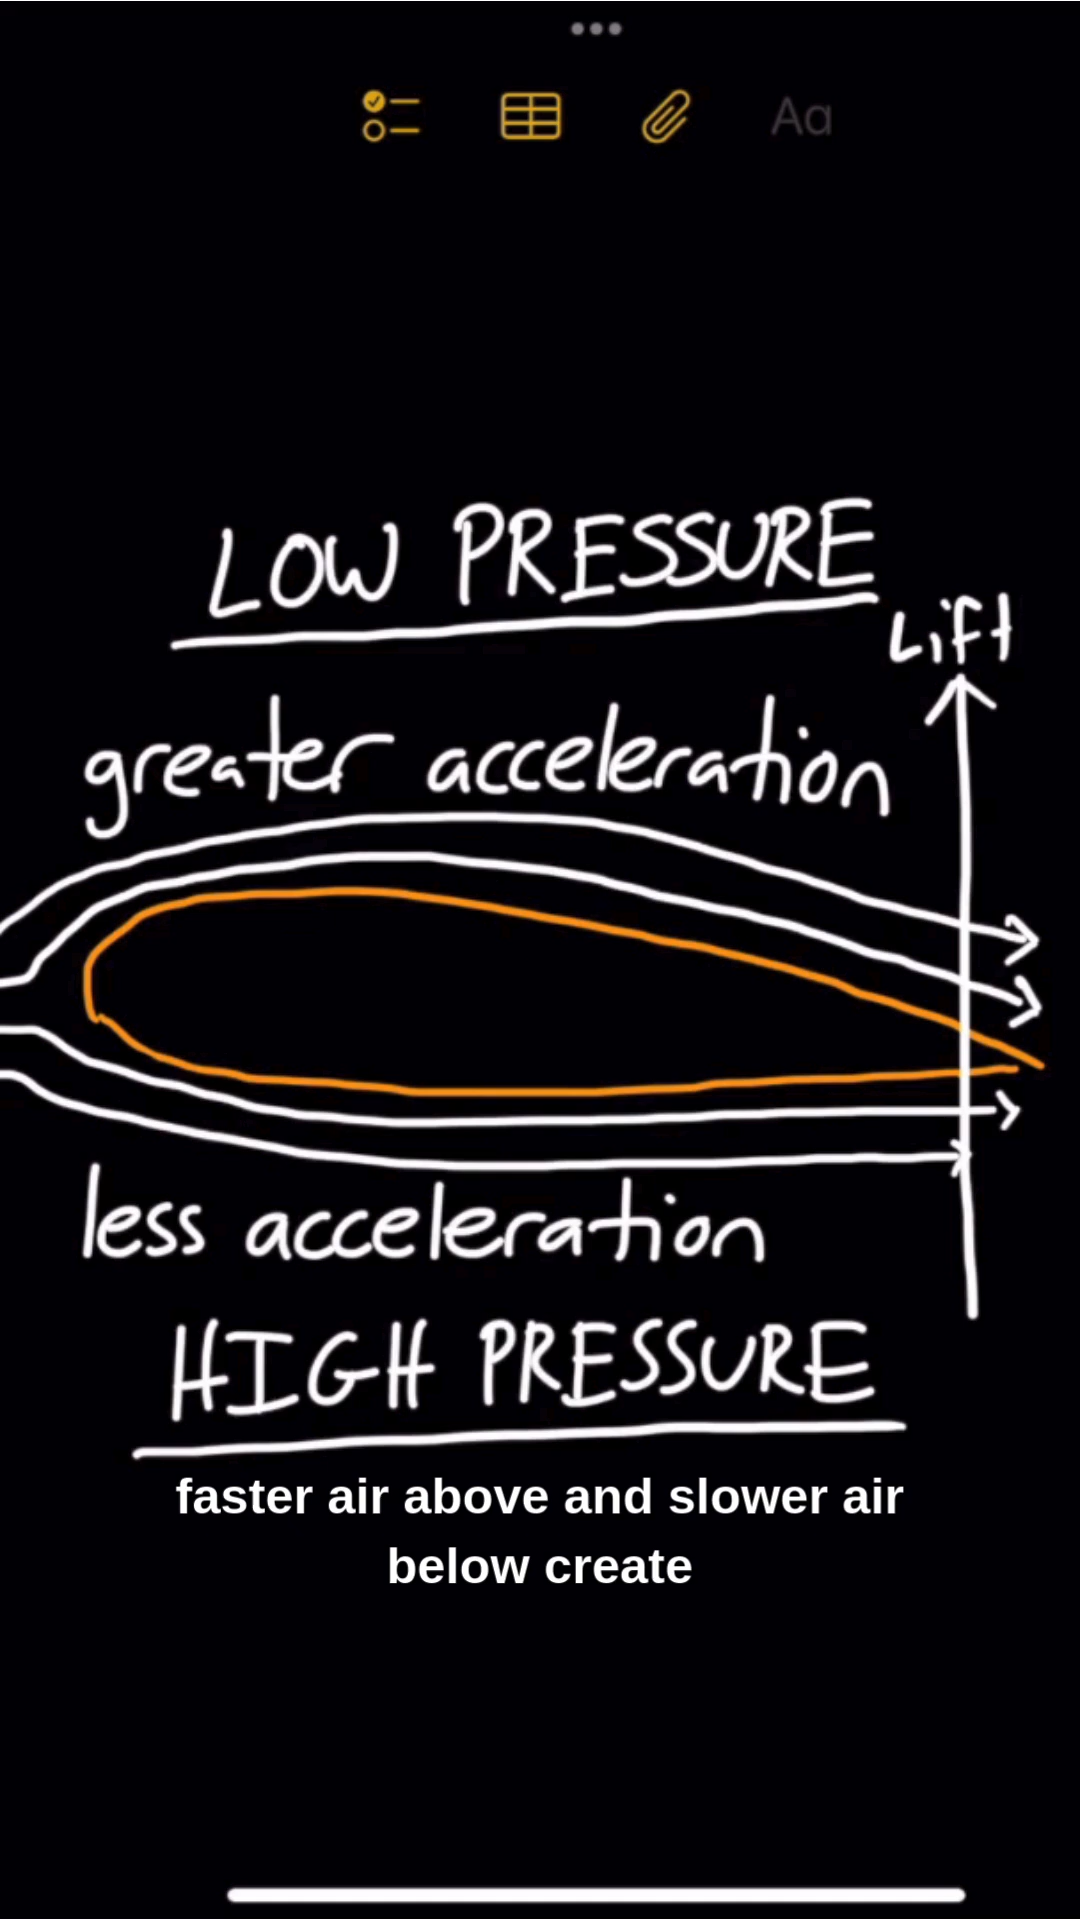 Aa
LOW PRESSURE
Lift
greater acceleration
less acceleration
HIGH PRESSURE
faster air above and slower air
below create